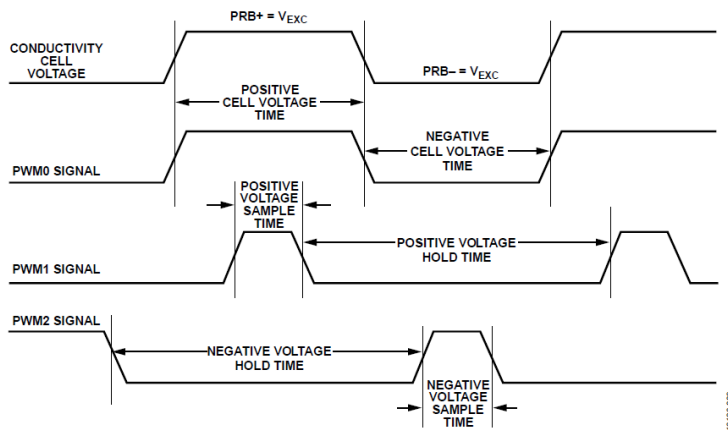 PRB+ = VEXC
CONDUCTIVITY
CELL
VOLTAGE
PRB– = VEXC
POSITIVE
CELL VOLTAGE
TIME
NEGATIVE
CELL VOLTAGE
TIME
PWM0 SIGNAL
POSITIVE
VOLTAGE
SAMPLE
TIME
POSITIVE VOLTAGE
HOLD TIME
PWM1 SIGNAL
PWM2 SIGNAL
NEGATIVE VOLTAGE
HOLD TIME
NEGATIVE
VOLTAGE
SAMPLE
TIME